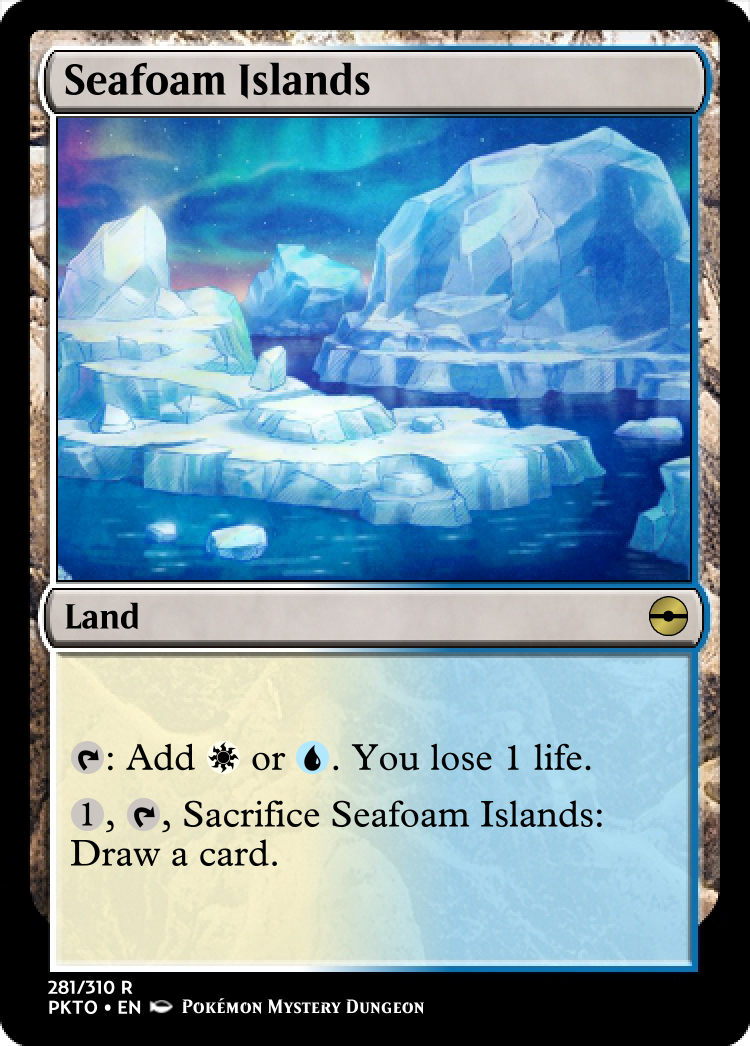 Seafoam Islands
Land
: Add or . You lose 1 life.
1, , Sacrifice Seafoam Islands:
Draw a card.
281/310 R
PKTO • EN Pokémon Mystery Dungeon